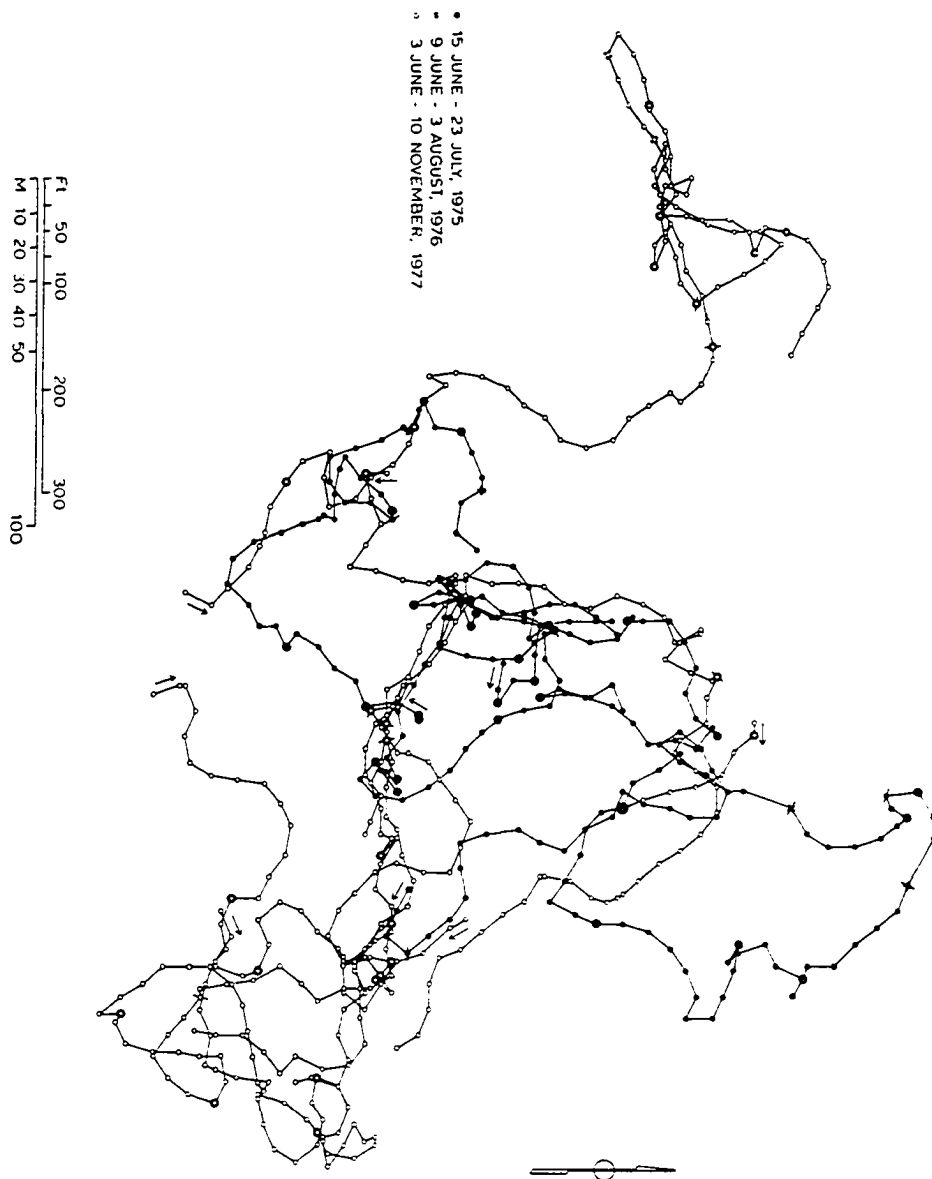 • 15 JUNE - 23 JULY, 1975
▪ 9 JUNE - 3 AUGUST, 1976
○ 3 JUNE - 10 NOVEMBER, 1977
Ft 50 100 200 300
M 10 20 30 40 50 100